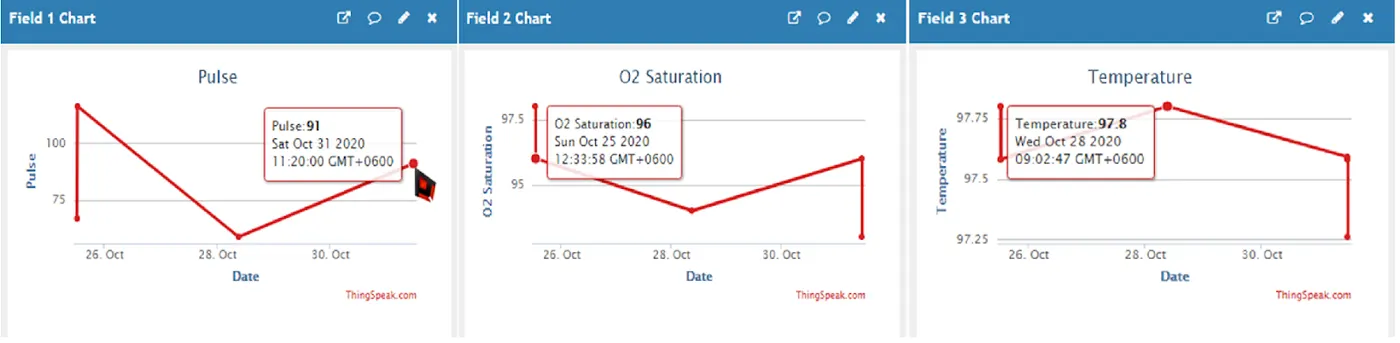 Field 1 Chart
Pulse
Pulse
100
75
Pulse:91
Sat Oct 31 2020
11:20:00 GMT+0600
26. Oct
28. Oct
30. Oct
Date
ThingSpeak.com
Field 2 Chart
O2 Saturation
O2 Saturation
97.5
95
O2 Saturation:96
Sun Oct 25 2020
12:33:58 GMT+0600
26. Oct
28. Oct
30. Oct
Date
ThingSpeak.com
Field 3 Chart
Temperature
Temperature
97.75
97.5
97.25
Temperature:97.8
Wed Oct 28 2020
09:02:47 GMT+0600
26. Oct
28. Oct
30. Oct
Date
ThingSpeak.com